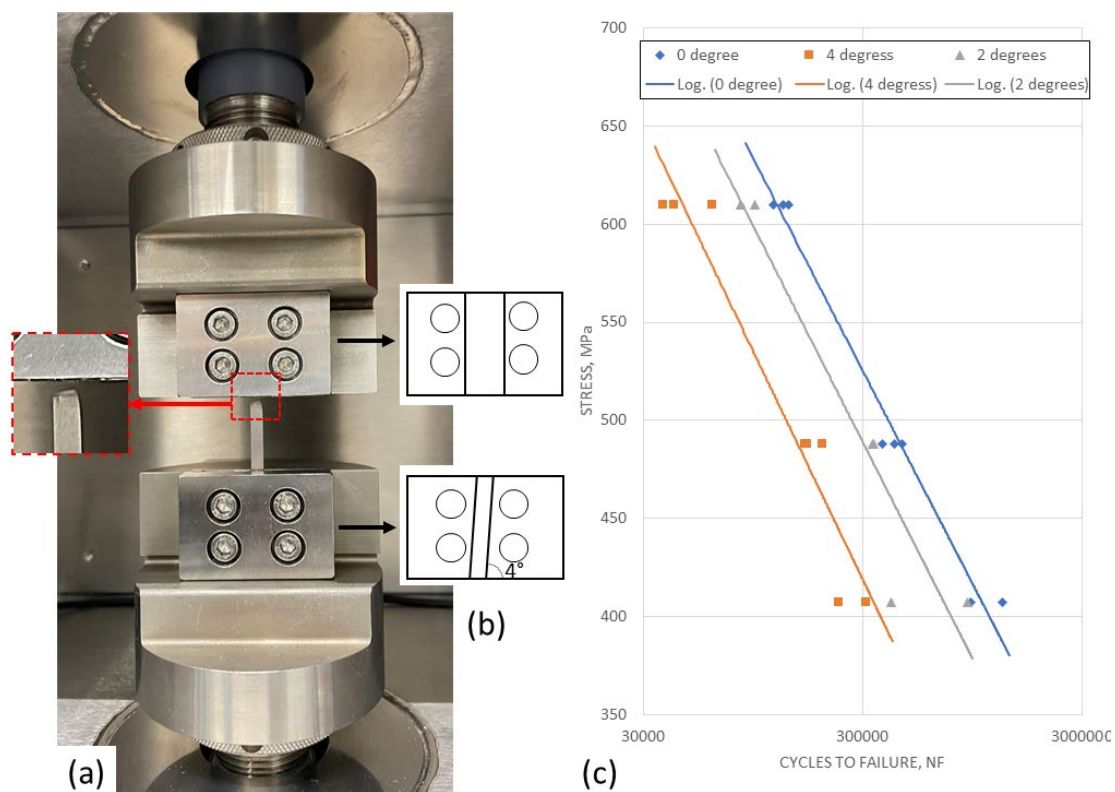 (a)
4°
(b)
700
650
600
550
500
450
400
350
STRESS, MPa
0 degree
4 degress
2 degrees
Log. (0 degree)
Log. (4 degress)
Log. (2 degrees)
30000
300000
3000000
CYCLES TO FAILURE, NF
(c)